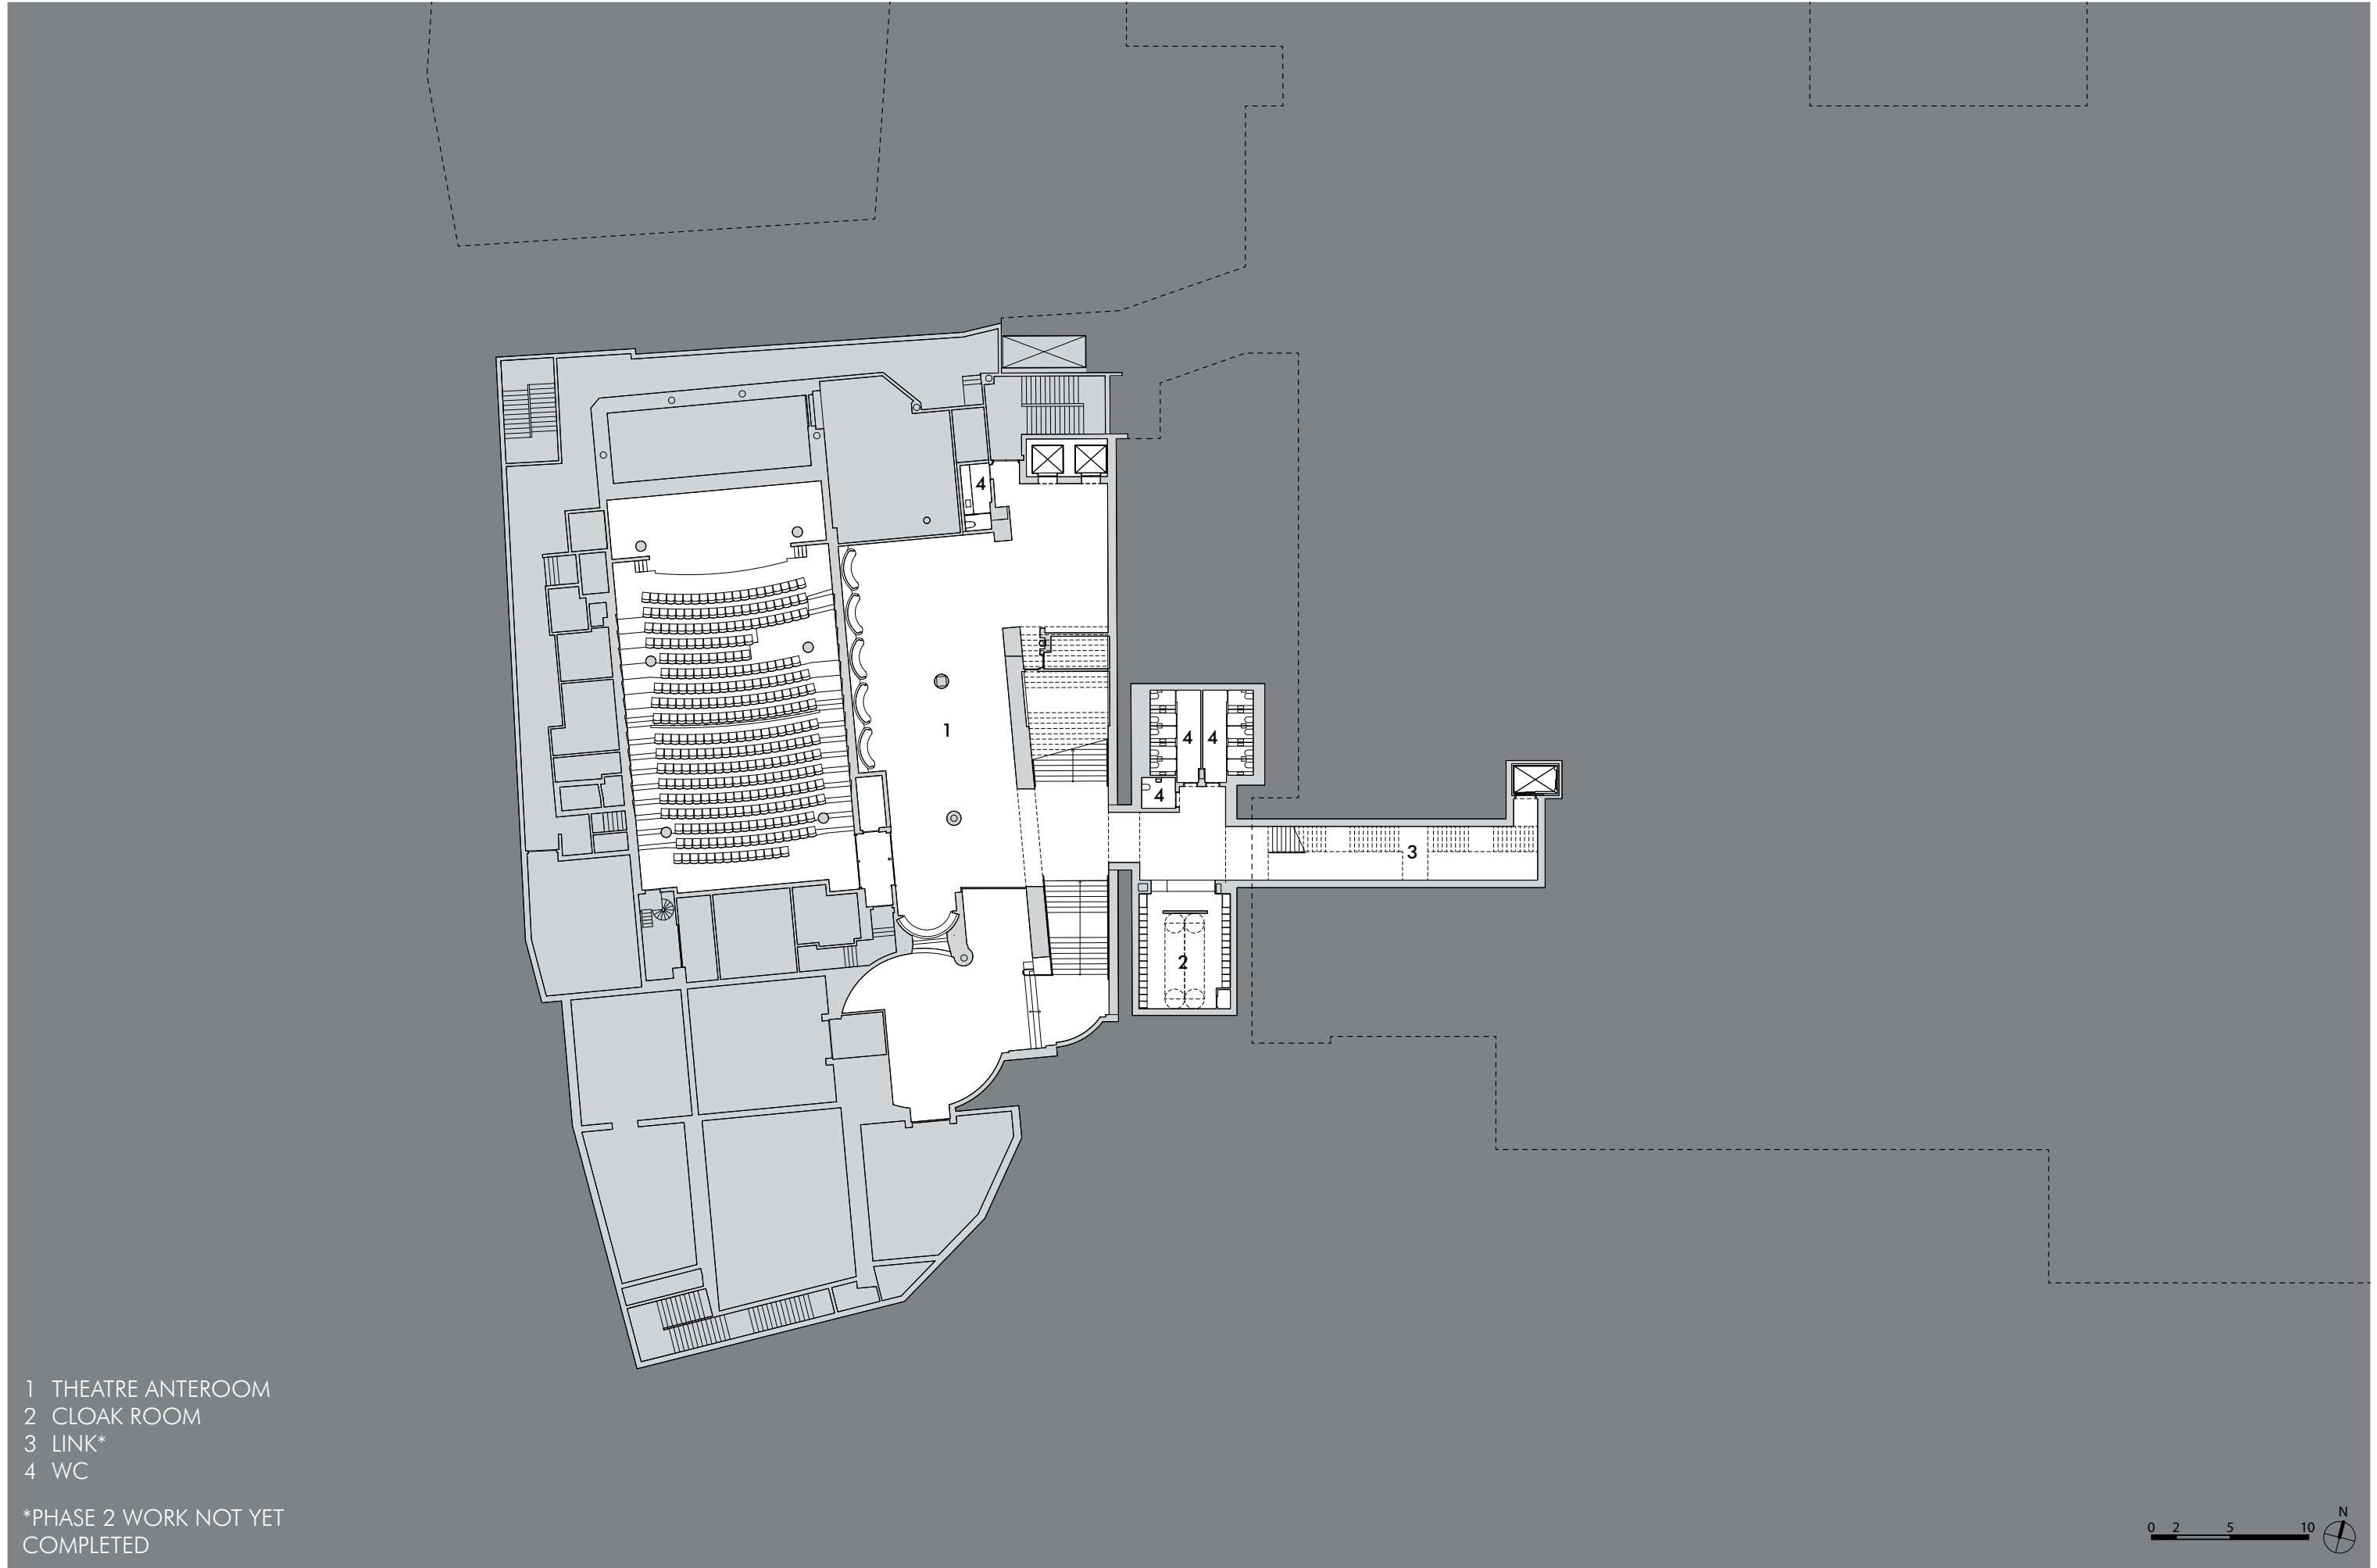 4
1
4 4
4
3
2
1 THEATRE ANTEROOM
2 CLOAK ROOM
3 LINK*
4 WC
*PHASE 2 WORK NOT YET
COMPLETED
N
0 2 5 10